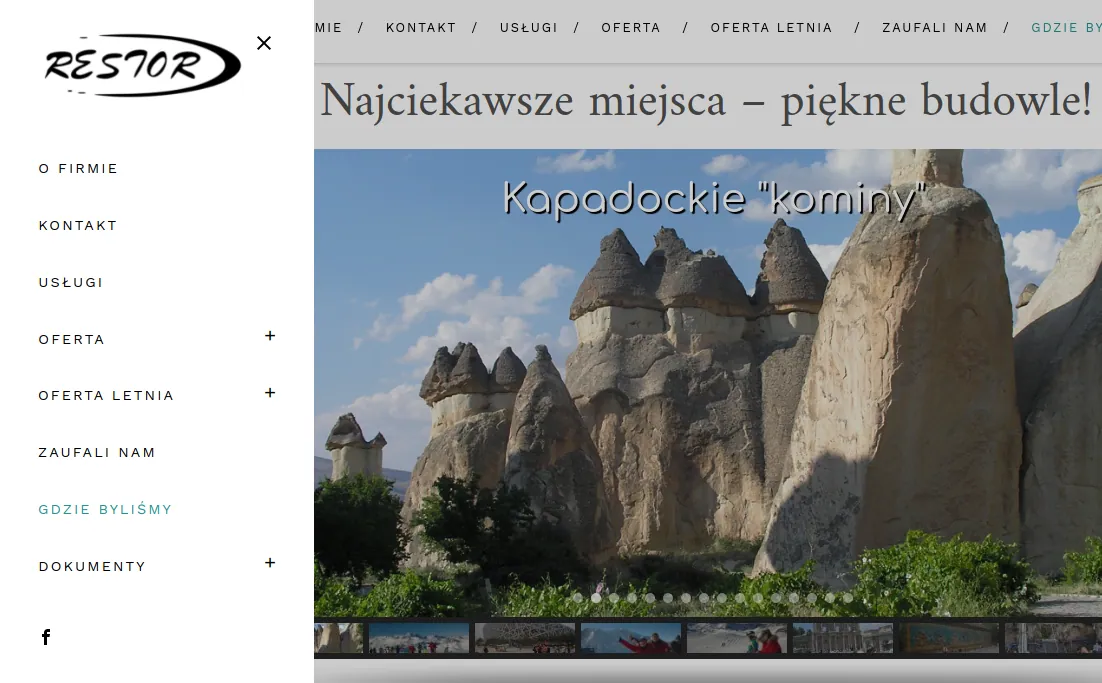 RESTOR
O FIRMIE
KONTAKT
USŁUGI
OFERTA +
OFERTA LETNIA +
ZAUFALI NAM
GDZIE BYLIŚMY
DOKUMENTY +
f
MIE / KONTAKT / USŁUGI / OFERTA / OFERTA LETNIA / ZAUFALI NAM / GDZIE BY
Najciekawsze miejsca – piękne budowle!
Kapadockie "kominy"